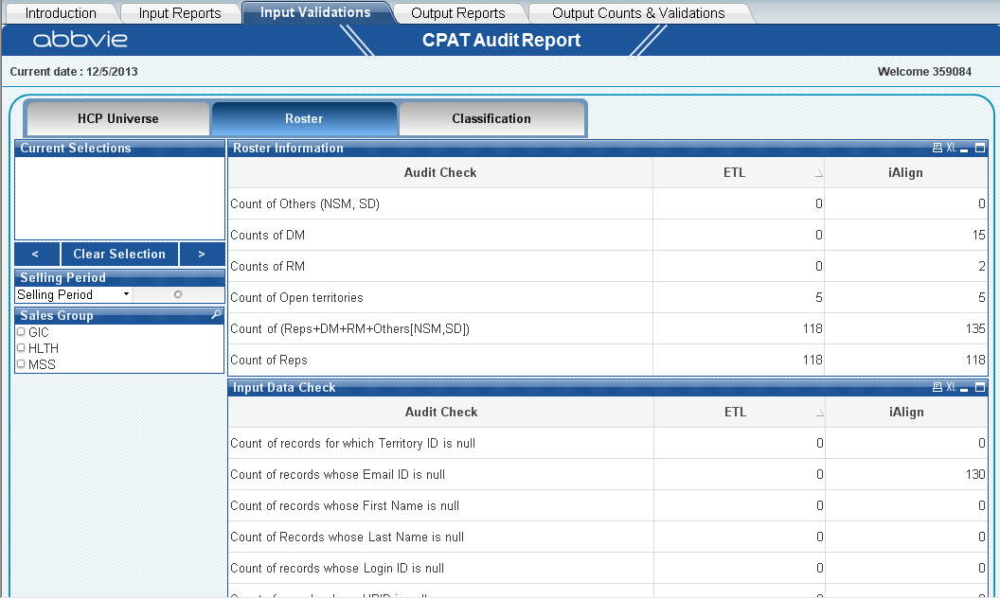 Introduction Input Reports Input Validations Output Reports Output Counts & Validations
abbvie CPAT Audit Report
Current date : 12/5/2013 Welcome 359084
HCP Universe Roster Classification
Current Selections
< Clear Selection >
Selling Period
Selling Period
Sales Group
GIC
HLTH
MSS
Roster Information XL
Audit Check ETL iAlign
Count of Others (NSM, SD) 0 0
Counts of DM 0 15
Counts of RM 0 2
Count of Open territories 5 5
Count of (Reps+DM+RM+Others[NSM,SD]) 118 135
Count of Reps 118 118
Input Data Check XL
Audit Check ETL iAlign
Count of records for which Territory ID is null 0 0
Count of records whose Email ID is null 0 130
Count of records whose First Name is null 0 0
Count of Records whose Last Name is null 0 0
Count of records whose Login ID is null 0 0